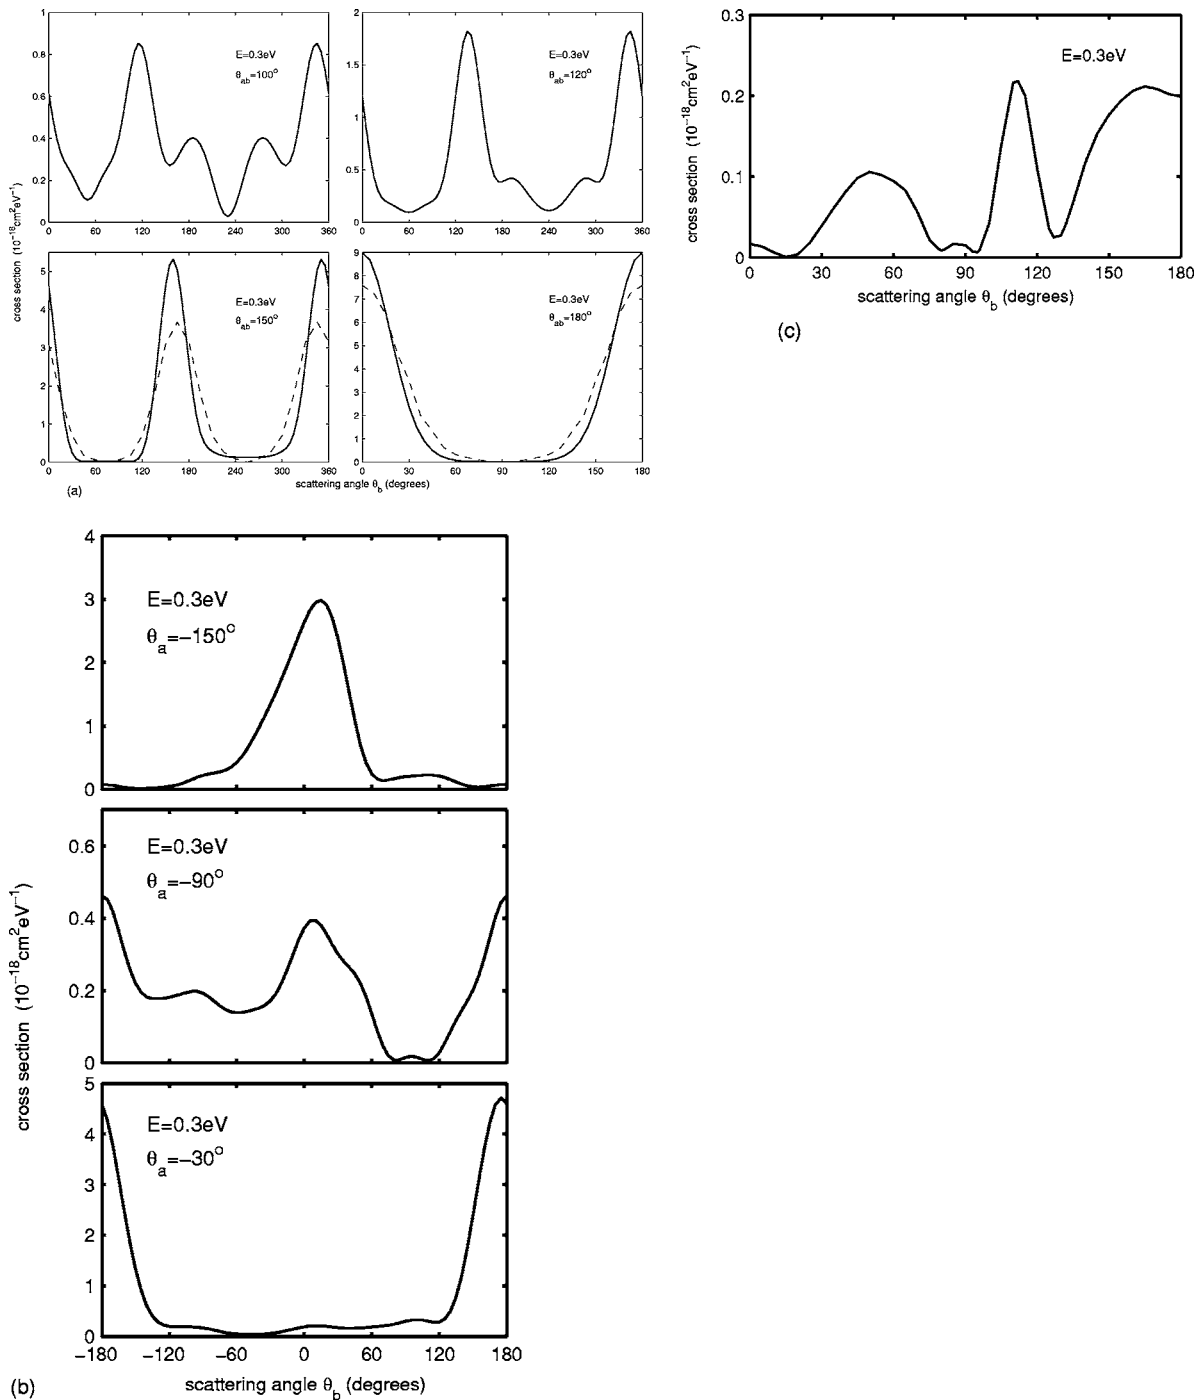 cross section (10⁻¹⁸cm²eV⁻¹)
1
0.8
0.6
0.4
0.2
0
E=0.3eV
θab=100°
0 60 120 180 240 300 360
2
1.5
1
0.5
0
E=0.3eV
θab=120°
0 60 120 180 240 300 360
5
4
3
2
1
0
E=0.3eV
θab=150°
0 60 120 180 240 300 360
9
8
7
6
5
4
3
2
1
0
E=0.3eV
θab=180°
0 30 60 90 120 150 180
scattering angle θb (degrees)
(a)
cross section (10⁻¹⁸cm²eV⁻¹)
0.3
0.2
0.1
0
E=0.3eV
0 30 60 90 120 150 180
scattering angle θb (degrees)
(c)
4
3
2
1
0
E=0.3eV
θa=−150°
cross section (10⁻¹⁸cm²eV⁻¹)
0.6
0.4
0.2
0
E=0.3eV
θa=−90°
5
4
3
2
1
0
E=0.3eV
θa=−30°
−180 −120 −60 0 60 120 180
scattering angle θb (degrees)
(b)